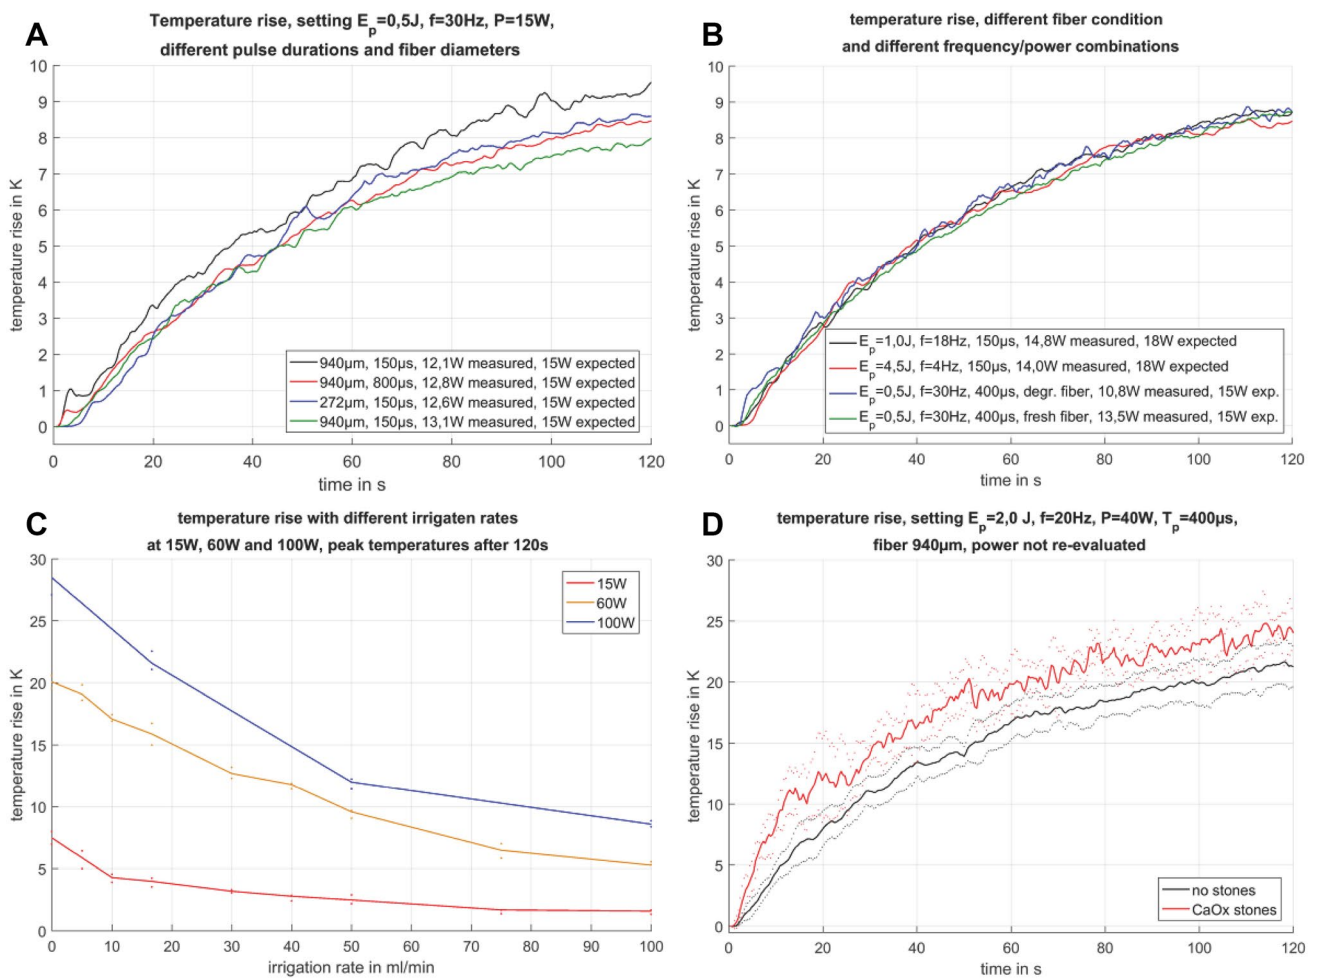 A
Temperature rise, setting Ep=0,5J, f=30Hz, P=15W,
different pulse durations and fiber diameters
10
9
8
7
6
5
4
3
2
1
0
temperature rise in K
940µm, 150µs, 12,1W measured, 15W expected
940µm, 800µs, 12,8W measured, 15W expected
272µm, 150µs, 12,6W measured, 15W expected
940µm, 150µs, 13,1W measured, 15W expected
0 20 40 60 80 100 120
time in s
B
temperature rise, different fiber condition
and different frequency/power combinations
10
9
8
7
6
5
4
3
2
1
0
temperature rise in K
Ep=1,0J, f=18Hz, 150µs, 14,8W measured, 18W expected
Ep=4,5J, f=4Hz, 150µs, 14,0W measured, 18W expected
Ep=0,5J, f=30Hz, 400µs, degr. fiber, 10,8W measured, 15W exp.
Ep=0,5J, f=30Hz, 400µs, fresh fiber, 13,5W measured, 15W exp.
0 20 40 60 80 100 120
time in s
C
temperature rise with different irrigaten rates
at 15W, 60W and 100W, peak temperatures after 120s
30
25
20
15
10
5
0
temperature rise in K
15W
60W
100W
0 10 20 30 40 50 60 70 80 90 100
irrigation rate in ml/min
D
temperature rise, setting Ep=2,0 J, f=20Hz, P=40W, Tp=400µs,
fiber 940µm, power not re-evaluated
30
25
20
15
10
5
0
temperature rise in K
no stones
CaOx stones
0 20 40 60 80 100 120
time in s